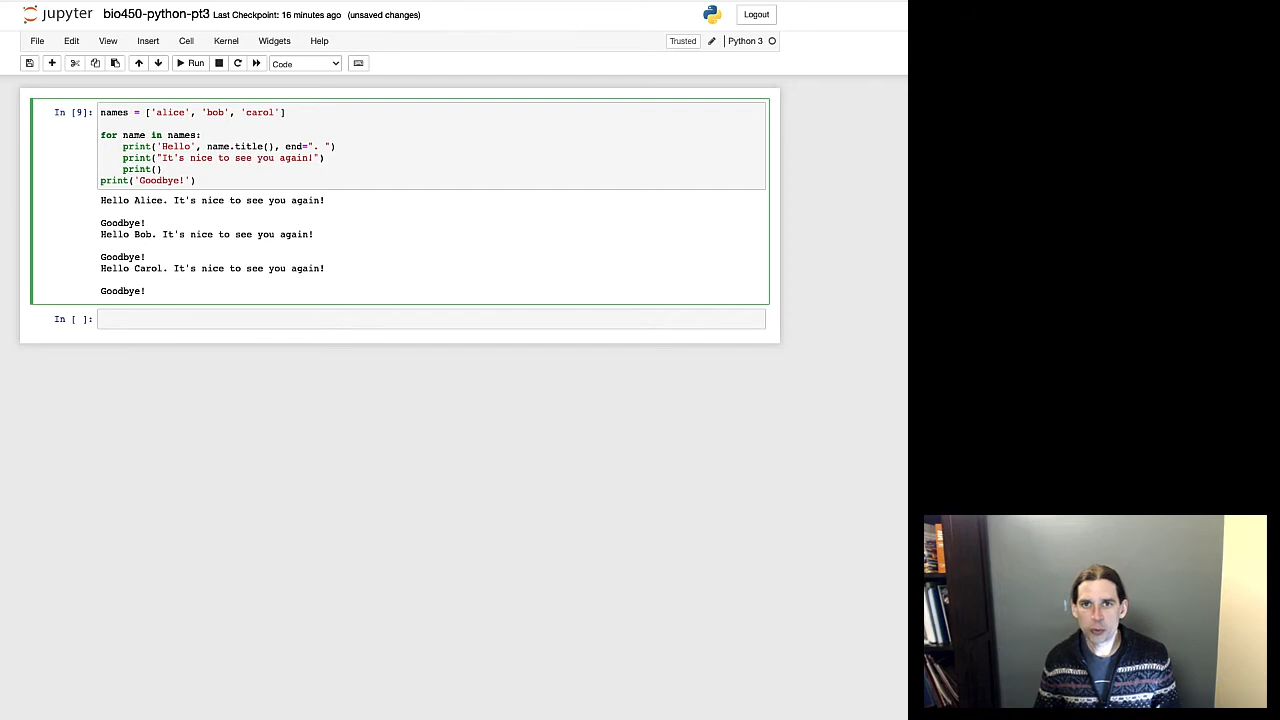 jupyter bio450-python-pt3 Last Checkpoint: 16 minutes ago (unsaved changes) Logout
File Edit View Insert Cell Kernel Widgets Help Trusted Python 3
Run Code
In [9]: names = ['alice', 'bob', 'carol']
for name in names:
print('Hello', name.title(), end=". ")
print("It's nice to see you again!")
print()
print('Goodbye!')
Hello Alice. It's nice to see you again!
Goodbye!
Hello Bob. It's nice to see you again!
Goodbye!
Hello Carol. It's nice to see you again!
Goodbye!
In [ ]: